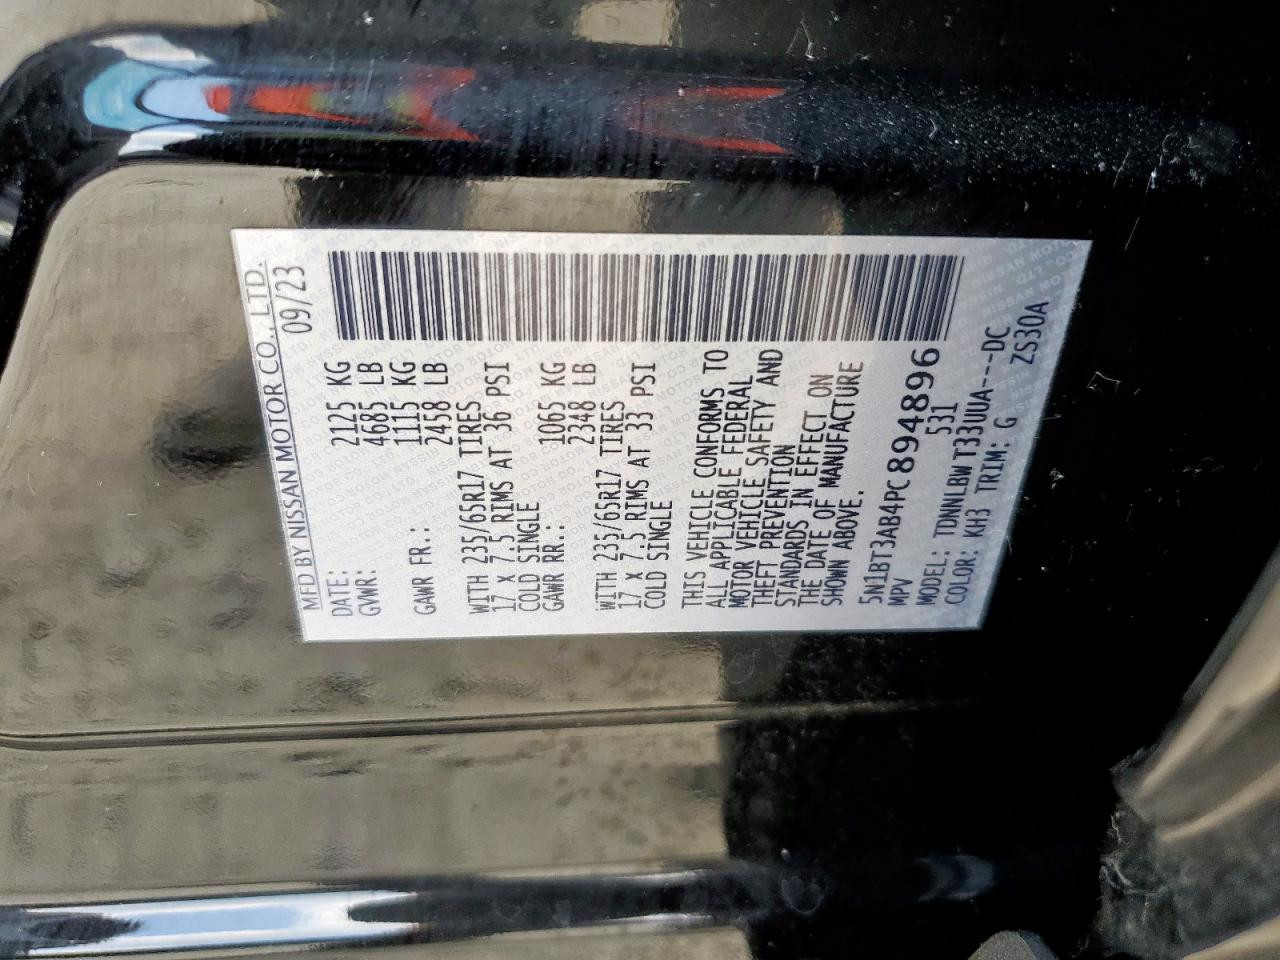 MFD BY NISSAN MOTOR CO., LTD.
DATE: 09/23
GVWR: 2125 KG
4685 LB
GAWR FR.: 1115 KG
2458 LB
WITH 235/65R17 TIRES
17 x 7.5 RIMS AT 36 PSI
COLD SINGLE
GAWR RR.: 1065 KG
2348 LB
WITH 235/65R17 TIRES
17 x 7.5 RIMS AT 33 PSI
COLD SINGLE
THIS VEHICLE CONFORMS TO
ALL APPLICABLE FEDERAL
MOTOR VEHICLE SAFETY AND
THEFT PREVENTION
STANDARDS IN EFFECT ON
THE DATE OF MANUFACTURE
SHOWN ABOVE.
5N1BT3AB4PC894896
MPV 531
MODEL: TDNNLBW T33UUA---DC
COLOR: KH3 TRIM: G ZS30A